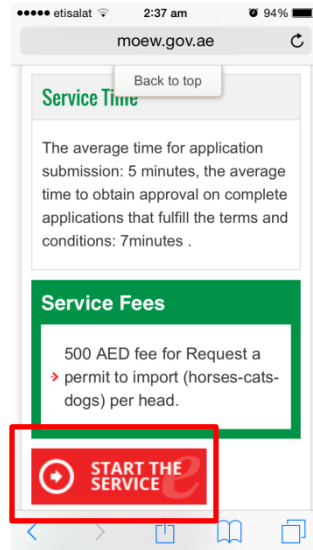 etisalat 2:37 am 94%
moew.gov.ae
Back to top
Service Time
The average time for application
submission: 5 minutes, the average
time to obtain approval on complete
applications that fulfill the terms and
conditions: 7minutes .
Service Fees
500 AED fee for Request a
permit to import (horses-cats-
dogs) per head.
START THE
SERVICE
e